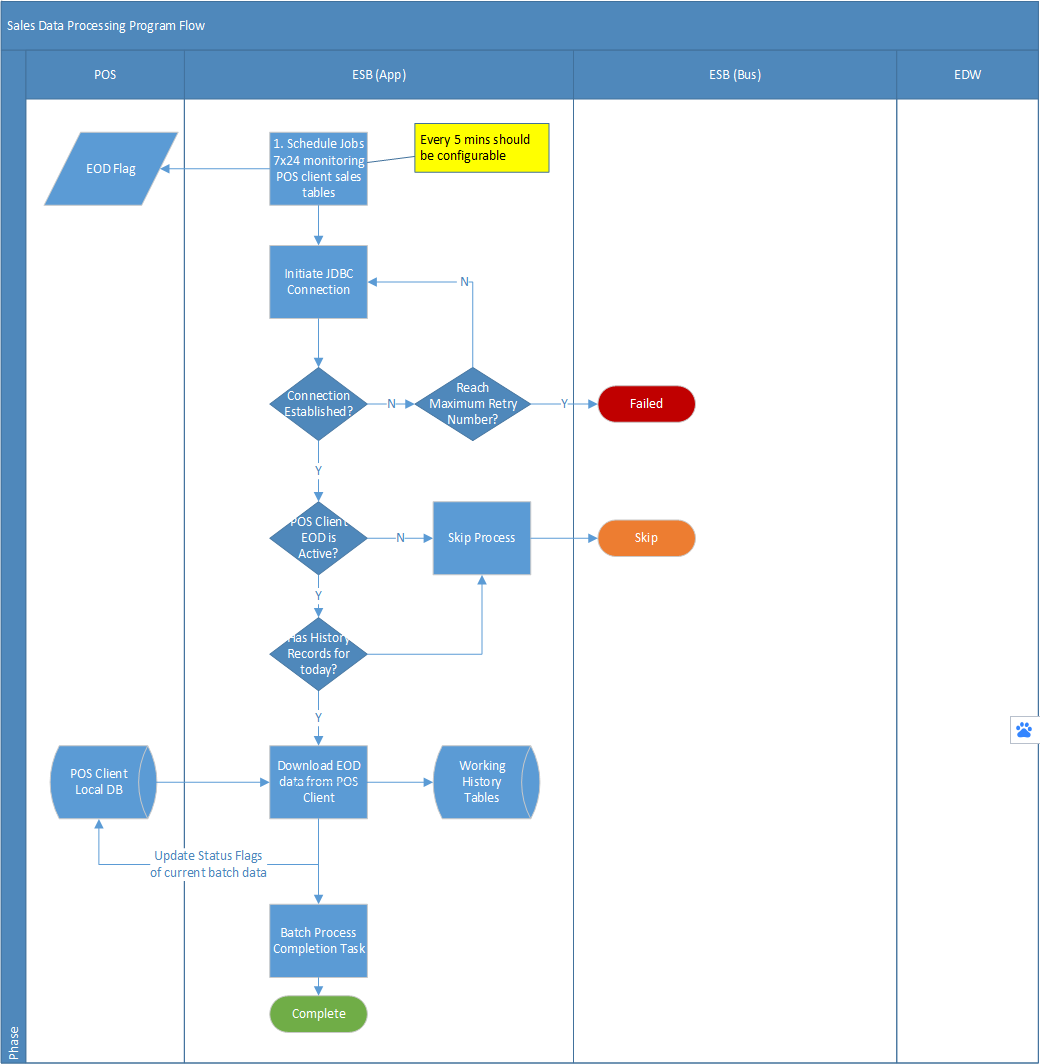 Sales Data Processing Program Flow
POS
ESB (App)
ESB (Bus)
EDW
EOD Flag
1. Schedule Jobs
7x24 monitoring
POS client sales
tables
Every 5 mins should
be configurable
Initiate JDBC
Connection
N
Connection
Established?
N
Reach
Maximum Retry
Number?
Y
Failed
Y
POS Client
EOD is
Active?
N
Skip Process
Skip
Y
Has History
Records for
today?
Y
POS Client
Local DB
Download EOD
data from POS
Client
Working
History
Tables
Update Status Flags
of current batch data
Batch Process
Completion Task
Complete
Phase